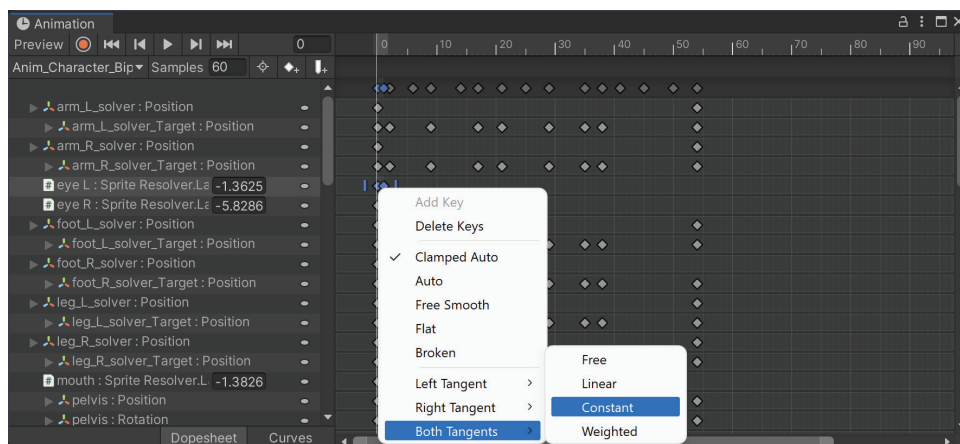 Animation
Preview 0 0 10 20 30 40 50 60 70 80 90
Anim_Character_Bip Samples 60
arm_L_solver : Position
arm_L_solver_Target : Position
arm_R_solver : Position
arm_R_solver_Target : Position
eye L : Sprite Resolver.La -1.3625
eye R : Sprite Resolver.La -5.8286
foot_L_solver : Position
foot_L_solver_Target : Position
foot_R_solver : Position
foot_R_solver_Target : Position
leg_L_solver : Position
leg_L_solver_Target : Position
leg_R_solver : Position
leg_R_solver_Target : Position
mouth : Sprite Resolver.L -1.3826
pelvis : Position
pelvis : Rotation
Dopesheet Curves
Add Key
Delete Keys
Clamped Auto
Auto
Free Smooth
Flat
Broken
Left Tangent
Right Tangent
Both Tangents
Free
Linear
Constant
Weighted